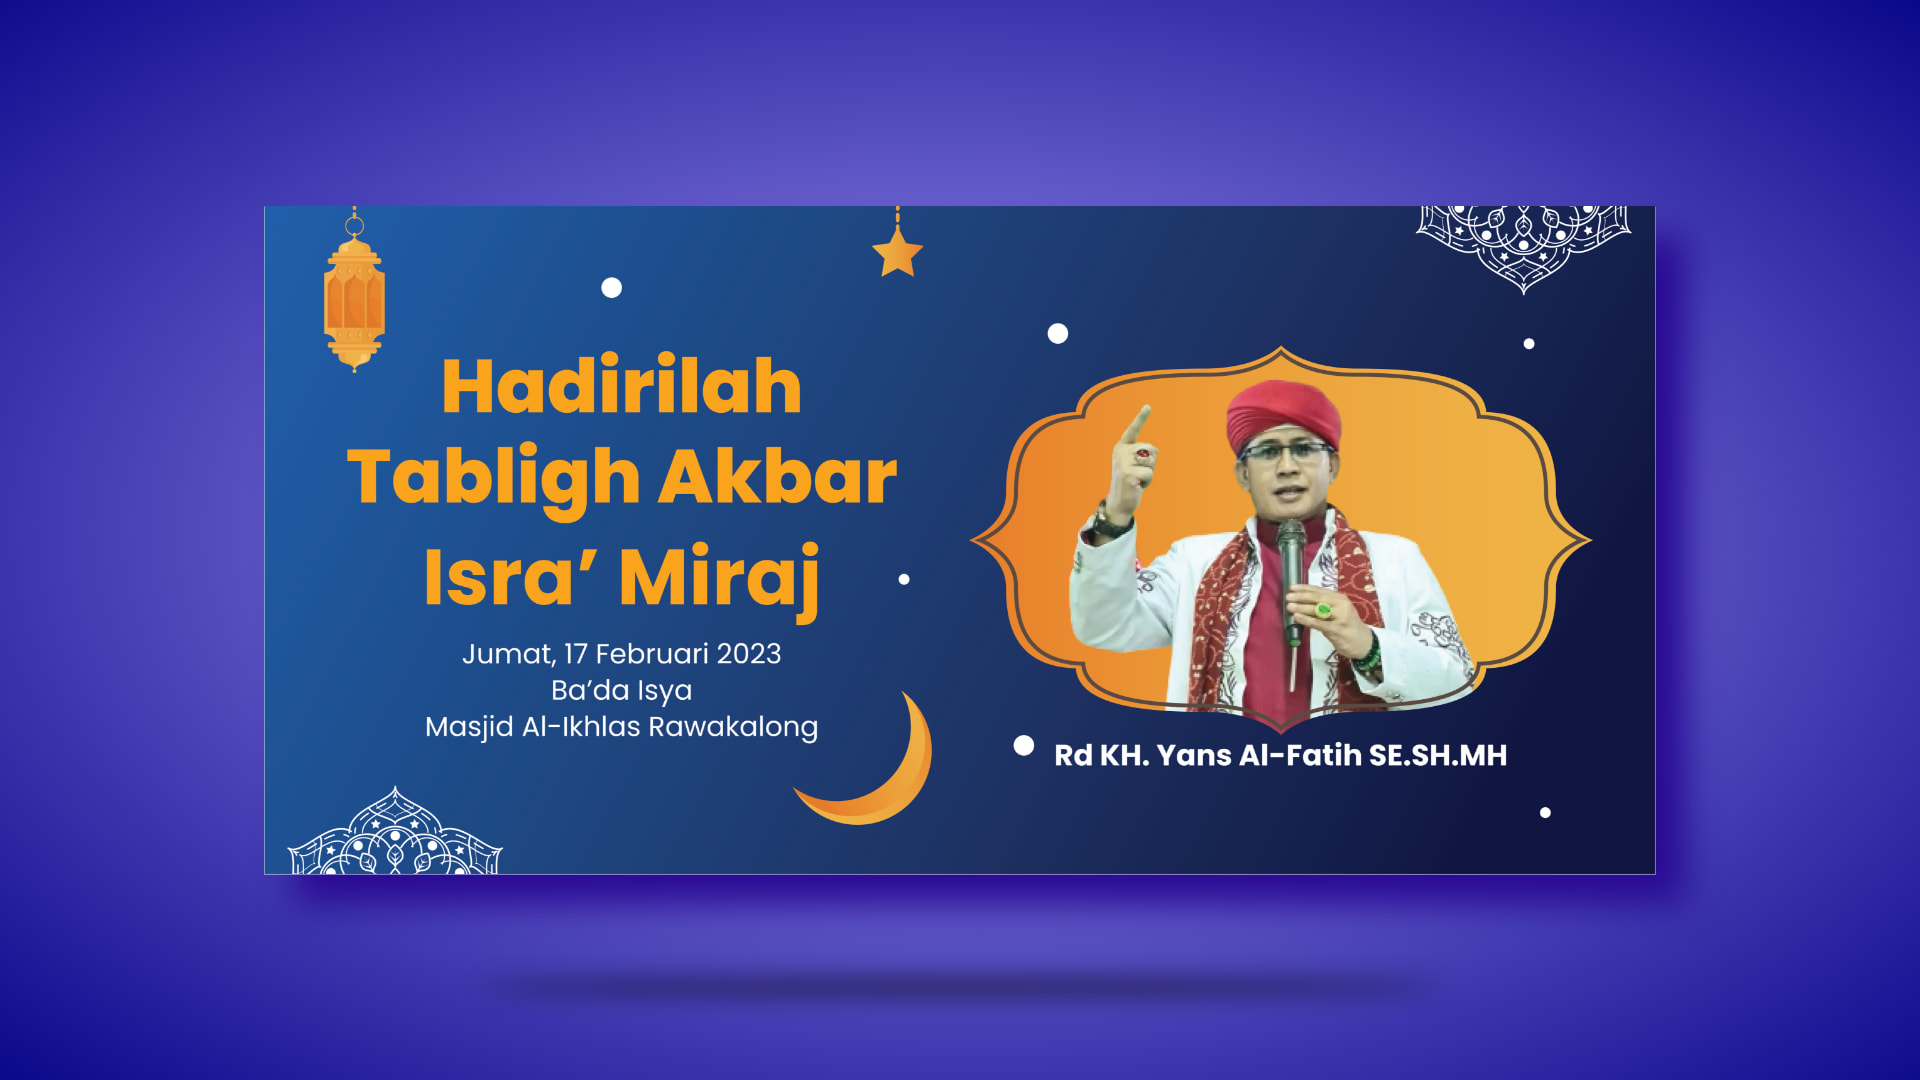 Hadirilah
Tabligh Akbar
Isra’ Miraj
Jumat, 17 Februari 2023
Ba’da Isya
Masjid Al-Ikhlas Rawakalong
Rd KH. Yans Al-Fatih SE.SH.MH